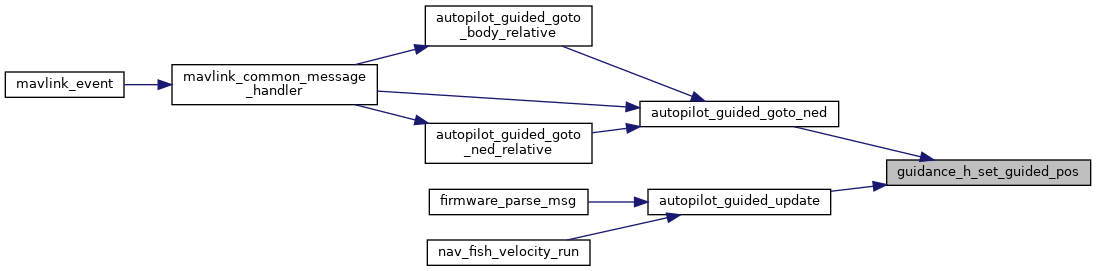 autopilot_guided_goto
_body_relative
mavlink_common_message
_handler
mavlink_event
autopilot_guided_goto_ned
autopilot_guided_goto
_ned_relative
guidance_h_set_guided_pos
firmware_parse_msg
autopilot_guided_update
nav_fish_velocity_run